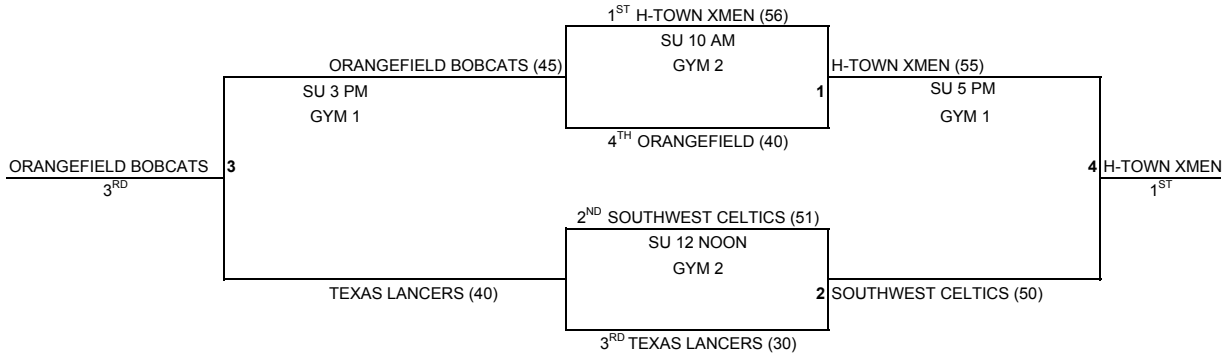 1ST H-TOWN XMEN (56)
SU 10 AM
ORANGEFIELD BOBCATS (45)
GYM 2
H-TOWN XMEN (55)
SU 3 PM
1
SU 5 PM
GYM 1
GYM 1
4TH ORANGEFIELD (40)
ORANGEFIELD BOBCATS
3
4
H-TOWN XMEN
3RD
1ST
2ND SOUTHWEST CELTICS (51)
SU 12 NOON
GYM 2
TEXAS LANCERS (40)
2
SOUTHWEST CELTICS (50)
3RD TEXAS LANCERS (30)